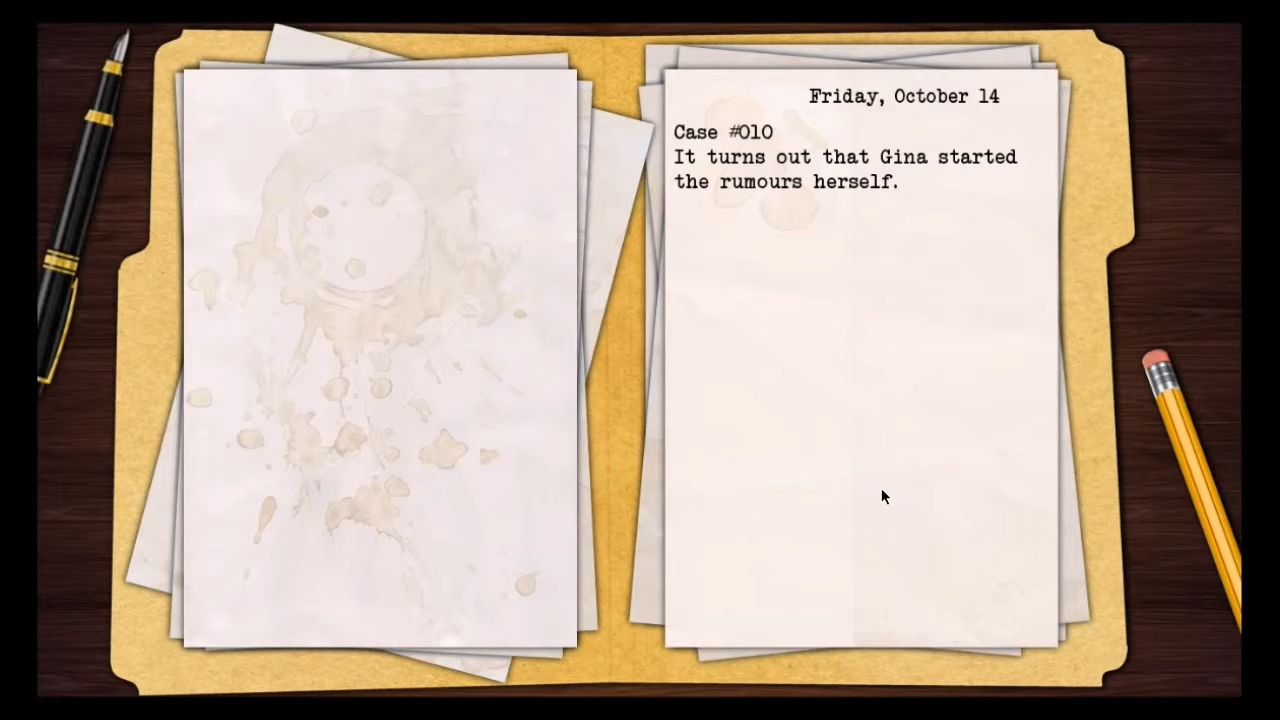 Friday, October 14
Case #010
It turns out that Gina started
the rumours herself.